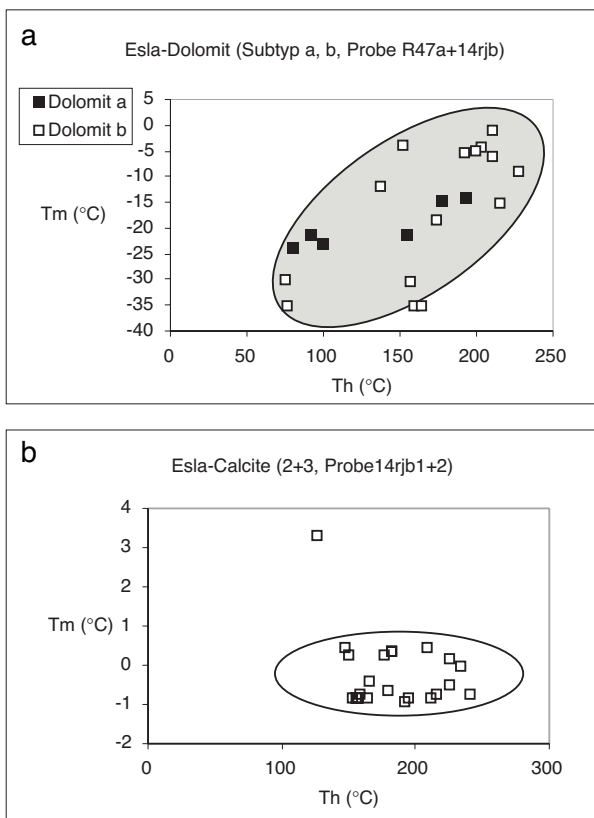 a
Esla-Dolomit (Subtyp a, b, Probe R47a+14rjb)
Dolomit a
Dolomit b
Tm (°C)
5
0
-5
-10
-15
-20
-25
-30
-35
-40
0 50 100 150 200 250
Th (°C)
b
Esla-Calcite (2+3, Probe14rjb1+2)
Tm (°C)
4
3
2
1
0
-1
-2
0 100 200 300
Th (°C)